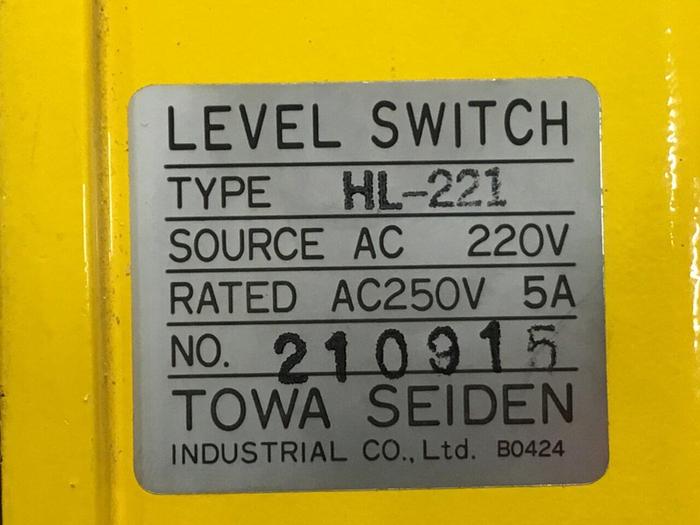 LEVEL SWITCH
TYPE HL-221
SOURCE AC 220V
RATED AC250V 5A
NO. 210915
TOWA SEIDEN
INDUSTRIAL CO., Ltd. B0424